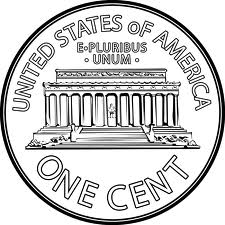 UNITED STATES OF AMERICA
E·PLURIBUS
·UNUM·
ONE CENT